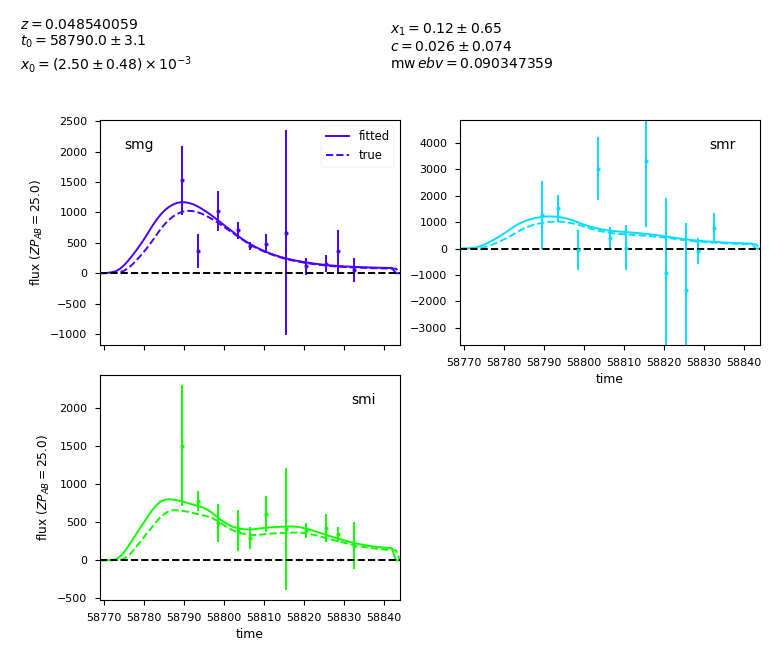 z = 0.048540059
t₀ = 58790.0 ± 3.1
x₀ = (2.50 ± 0.48) × 10⁻³
x₁ = 0.12 ± 0.65
c = 0.026 ± 0.074
mw ebv = 0.090347359
smg
fitted
true
flux (ZP_AB = 25.0)
2500
2000
1500
1000
500
0
−500
−1000
smr
4000
3000
2000
1000
0
−1000
−2000
−3000
58770 58780 58790 58800 58810 58820 58830 58840
time
smi
flux (ZP_AB = 25.0)
2000
1500
1000
500
0
−500
58770 58780 58790 58800 58810 58820 58830 58840
time